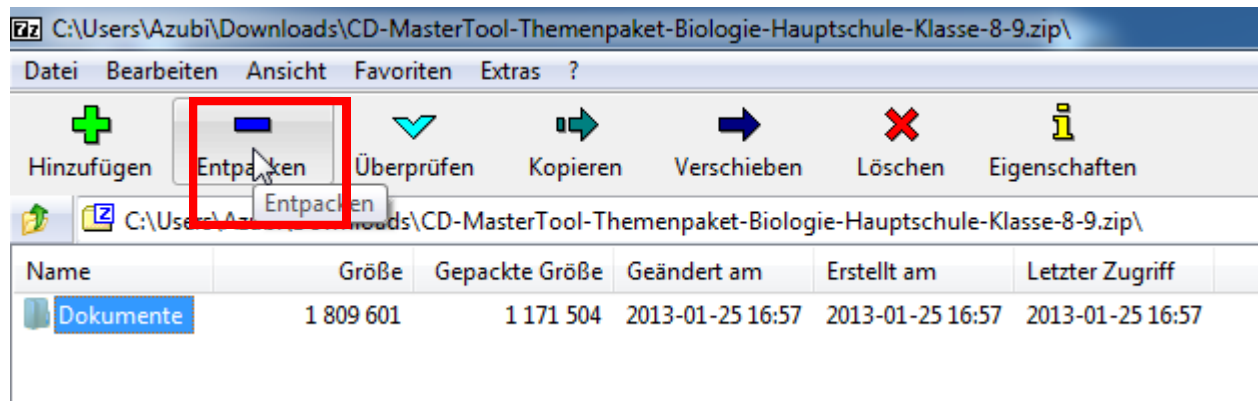 C:\Users\Azubi\Downloads\CD-MasterTool-Themenpaket-Biologie-Hauptschule-Klasse-8-9.zip\
Datei Bearbeiten Ansicht Favoriten Extras ?
Hinzufügen Entpacken Überprüfen Kopieren Verschieben Löschen Eigenschaften
Entpacken
C:\Users\Azubi\Downloads\CD-MasterTool-Themenpaket-Biologie-Hauptschule-Klasse-8-9.zip\
Name Größe Gepackte Größe Geändert am Erstellt am Letzter Zugriff
Dokumente 1 809 601 1 171 504 2013-01-25 16:57 2013-01-25 16:57 2013-01-25 16:57